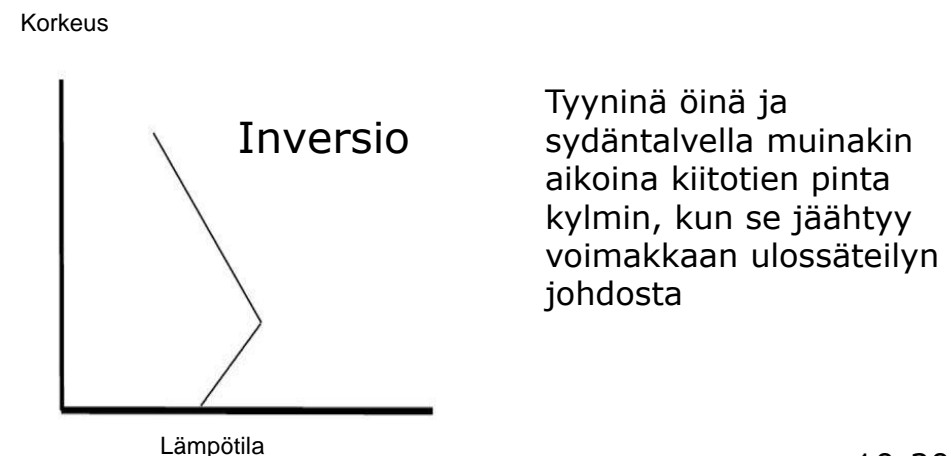 Korkeus
Inversio
Tyyninä öinä ja
sydäntalvella muinakin
aikoina kiitotien pinta
kylmin, kun se jäähtyy
voimakkaan ulossäteilyn
johdosta
Lämpötila